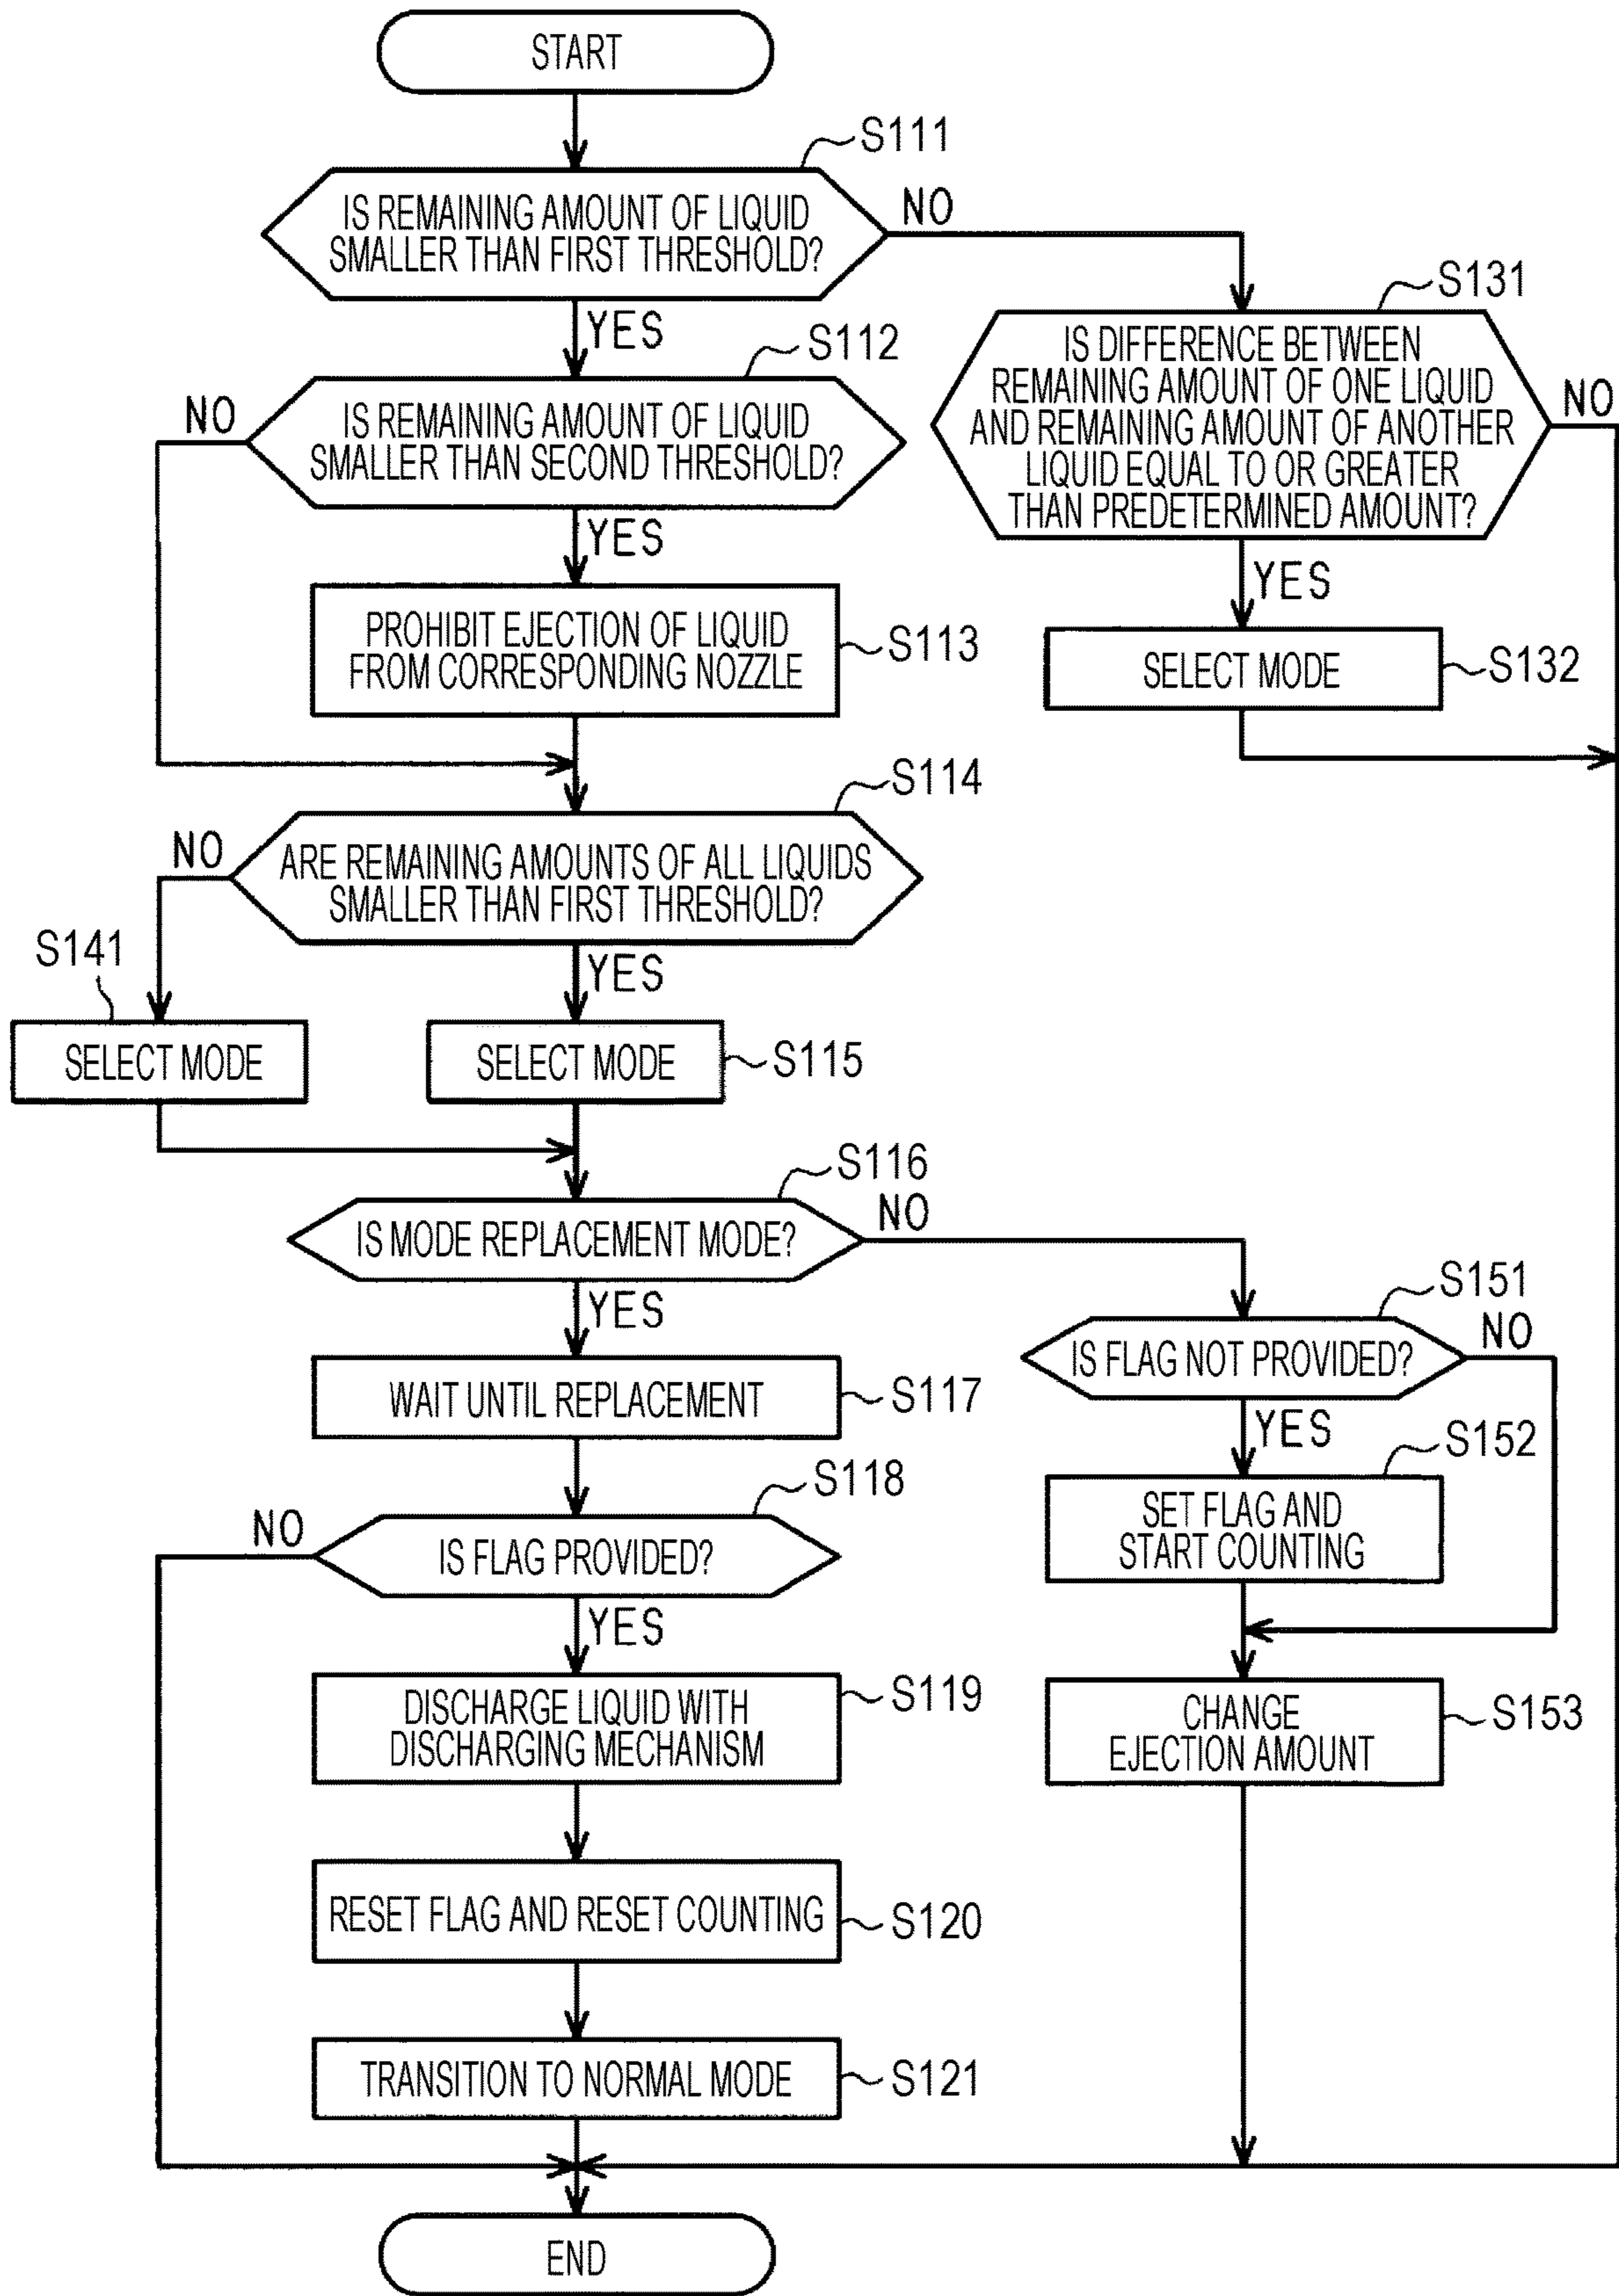 START
S111
IS REMAINING AMOUNT OF LIQUID
SMALLER THAN FIRST THRESHOLD?
NO
YES
S131
IS DIFFERENCE BETWEEN
REMAINING AMOUNT OF ONE LIQUID
AND REMAINING AMOUNT OF ANOTHER
LIQUID EQUAL TO OR GREATER
THAN PREDETERMINED AMOUNT?
NO
YES
SELECT MODE
S132
S112
IS REMAINING AMOUNT OF LIQUID
SMALLER THAN SECOND THRESHOLD?
NO
YES
PROHIBIT EJECTION OF LIQUID
FROM CORRESPONDING NOZZLE
S113
S114
ARE REMAINING AMOUNTS OF ALL LIQUIDS
SMALLER THAN FIRST THRESHOLD?
NO
YES
S141
SELECT MODE
SELECT MODE
S115
S116
IS MODE REPLACEMENT MODE?
NO
YES
S151
IS FLAG NOT PROVIDED?
NO
YES
S152
SET FLAG AND
START COUNTING
CHANGE
EJECTION AMOUNT
S153
WAIT UNTIL REPLACEMENT
S117
S118
IS FLAG PROVIDED?
NO
YES
DISCHARGE LIQUID WITH
DISCHARGING MECHANISM
S119
RESET FLAG AND RESET COUNTING
S120
TRANSITION TO NORMAL MODE
S121
END